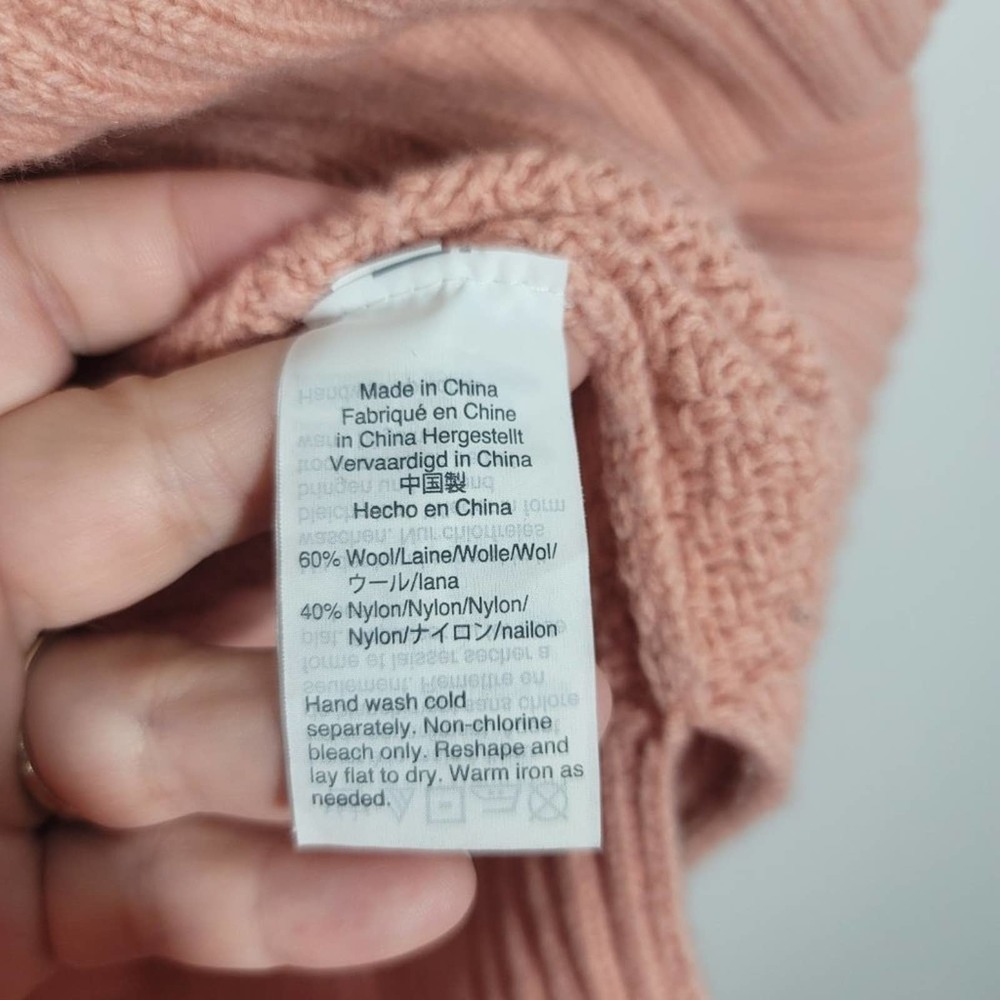 Made in China
Fabriqué en Chine
in China Hergestellt
Vervaardigd in China
中国製
Hecho en China
60% Wool/Laine/Wolle/Wol/
ウール/lana
40% Nylon/Nylon/Nylon/
Nylon/ナイロン/nailon
Hand wash cold
separately. Non-chlorine
bleach only. Reshape and
lay flat to dry. Warm iron as
needed.